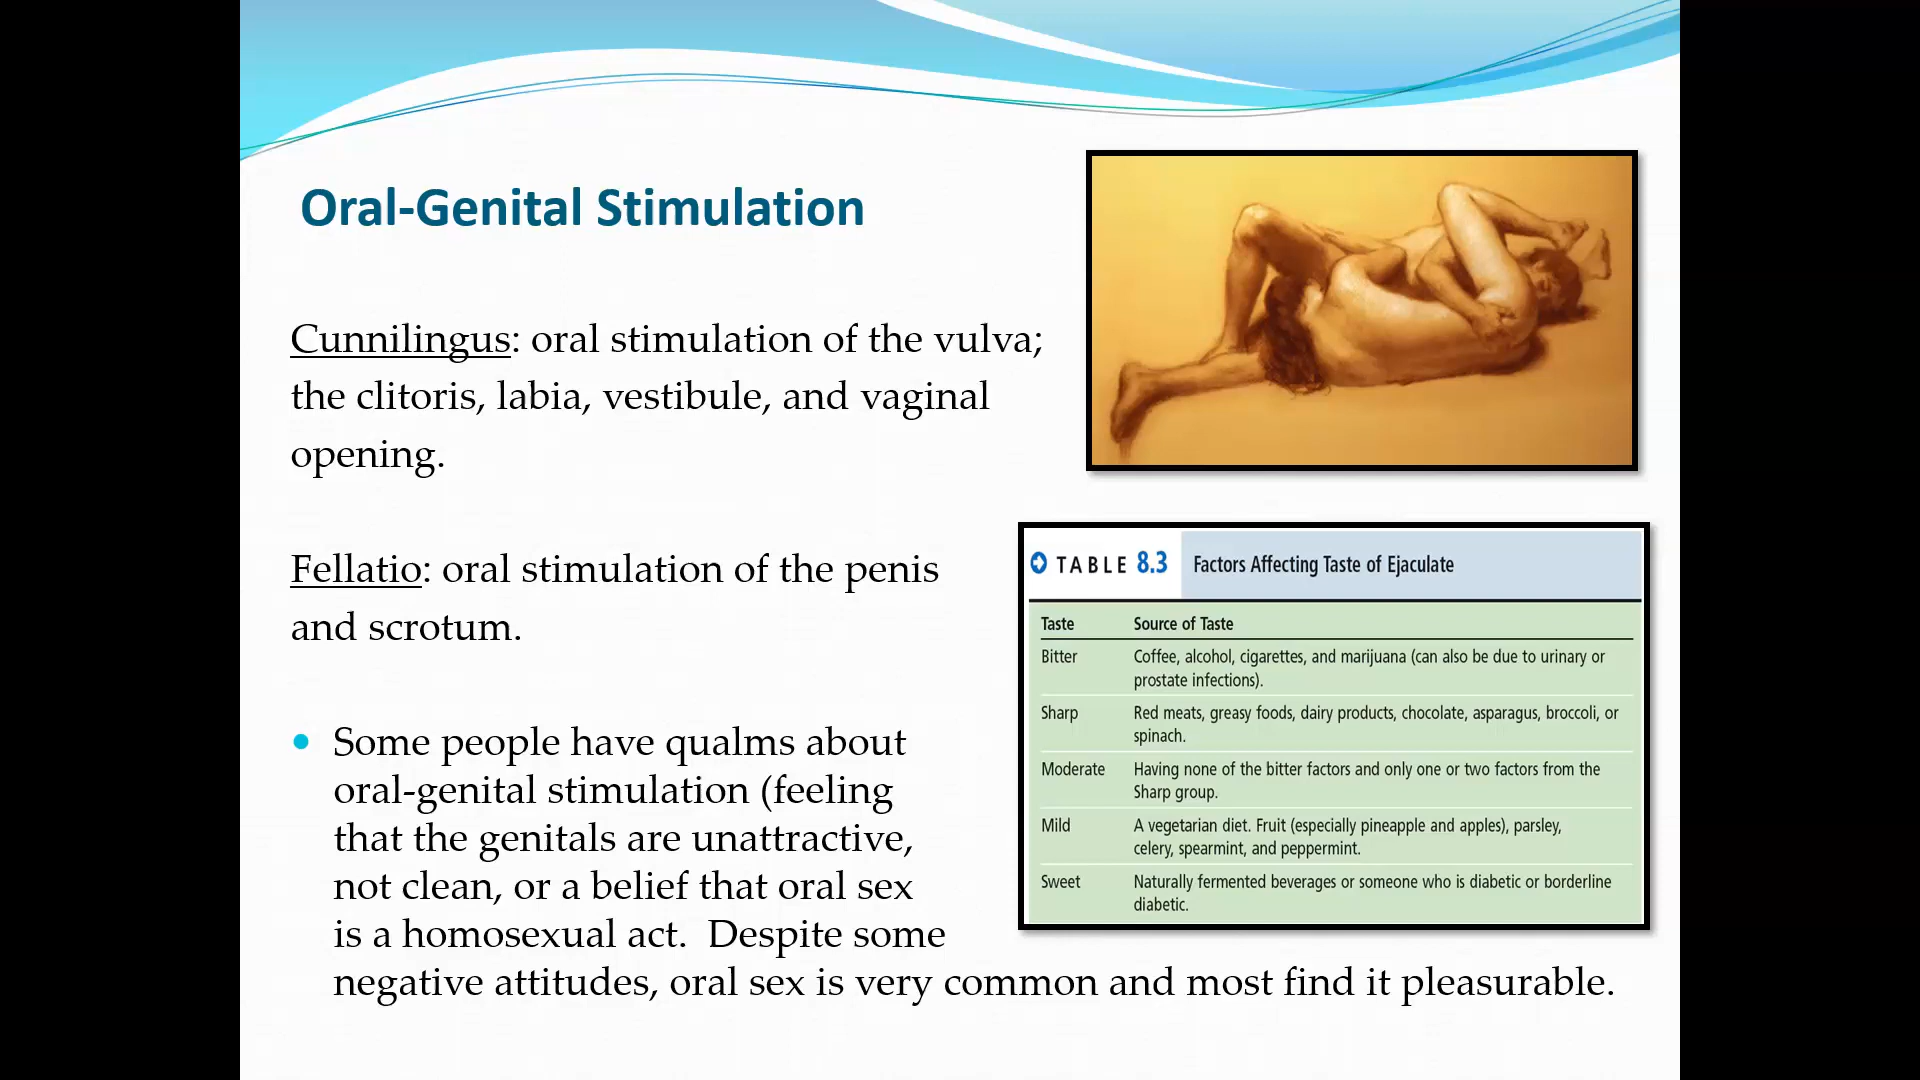 Oral-Genital Stimulation
Cunnilingus: oral stimulation of the vulva;
the clitoris, labia, vestibule, and vaginal
opening.
Fellatio: oral stimulation of the penis
and scrotum.
• Some people have qualms about
oral-genital stimulation (feeling
that the genitals are unattractive,
not clean, or a belief that oral sex
is a homosexual act.  Despite some
negative attitudes, oral sex is very common and most find it pleasurable.
TABLE 8.3 Factors Affecting Taste of Ejaculate
Taste Source of Taste
Bitter Coffee, alcohol, cigarettes, and marijuana (can also be due to urinary or
prostate infections).
Sharp Red meats, greasy foods, dairy products, chocolate, asparagus, broccoli, or
spinach.
Moderate Having none of the bitter factors and only one or two factors from the
Sharp group.
Mild A vegetarian diet. Fruit (especially pineapple and apples), parsley,
celery, spearmint, and peppermint.
Sweet Naturally fermented beverages or someone who is diabetic or borderline
diabetic.